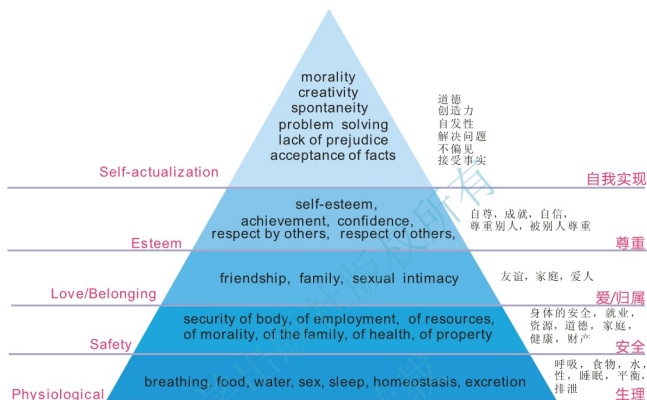 morality
creativity
spontaneity
problem solving
lack of prejudice
acceptance of facts
道德
创造力
自发性
解决问题
不偏见
接受事实
Self-actualization
自我实现
self-esteem,
achievement, confidence,
respect by others, respect of others,
自尊，成就，自信，
尊重别人，被别人尊重
Esteem
尊重
friendship, family, sexual intimacy
友谊，家庭，爱人
Love/Belonging
爱/归属
security of body, of employment, of resources,
of morality, of the family, of health, of property
身体的安全，就业，
资源，道德，家庭，
健康，财产
Safety
安全
breathing, food, water, sex, sleep, homeostasis, excretion
呼吸，食物，水，
性，睡眠，平衡，
排泄
Physiological
生理
版权所有